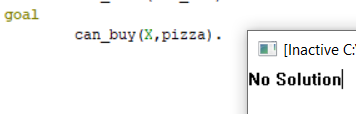 goal
can_buy(X,pizza).
[Inactive C:
No Solution